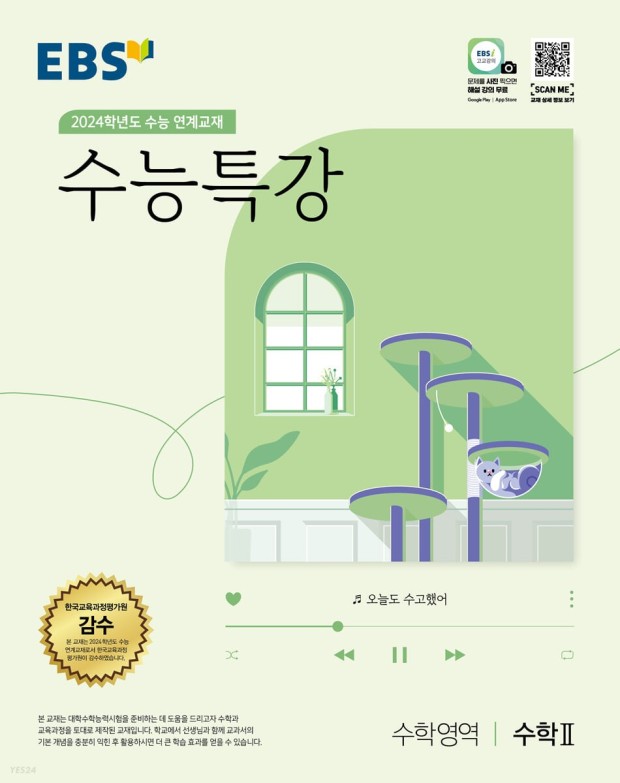 EBS
EBSi
고교강의
문제를 사진 찍으면
해설 강의 무료
Google Play | App Store
SCAN ME
교재 상세 정보 보기
2024학년도 수능 연계교재
수능특강
한국교육과정평가원
감수
본 교재는 2024학년도 수능
연계교재로서 한국교육과정
평가원이 감수하였습니다.
♬ 오늘도 수고했어
본 교재는 대학수학능력시험을 준비하는 데 도움을 드리고자 수학과
교육과정을 토대로 제작된 교재입니다. 학교에서 선생님과 함께 교과서의
기본 개념을 충분히 익힌 후 활용하시면 더 큰 학습 효과를 얻을 수 있습니다.
수학영역 | 수학Ⅱ
YES24